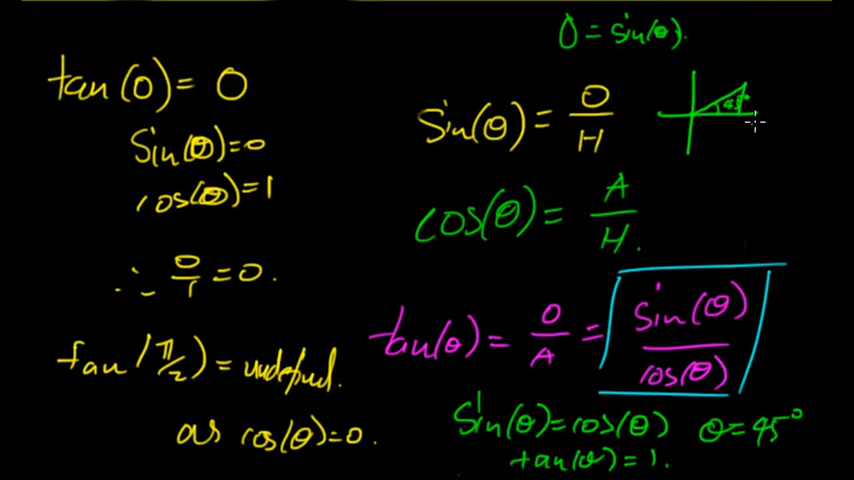 tan(0) = 0
Sin(θ)=0
cos(θ)=1
∴ 0/1 = 0.
tan(π/2) = undefined.
as cos(θ)=0.
O = sin(θ).
Sin(θ) = O/H
45°
cos(θ) = A/H.
tan(θ) = O/A = sin(θ)/cos(θ)
Sin(θ) = cos(θ) θ = 45°
tan(θ) = 1.